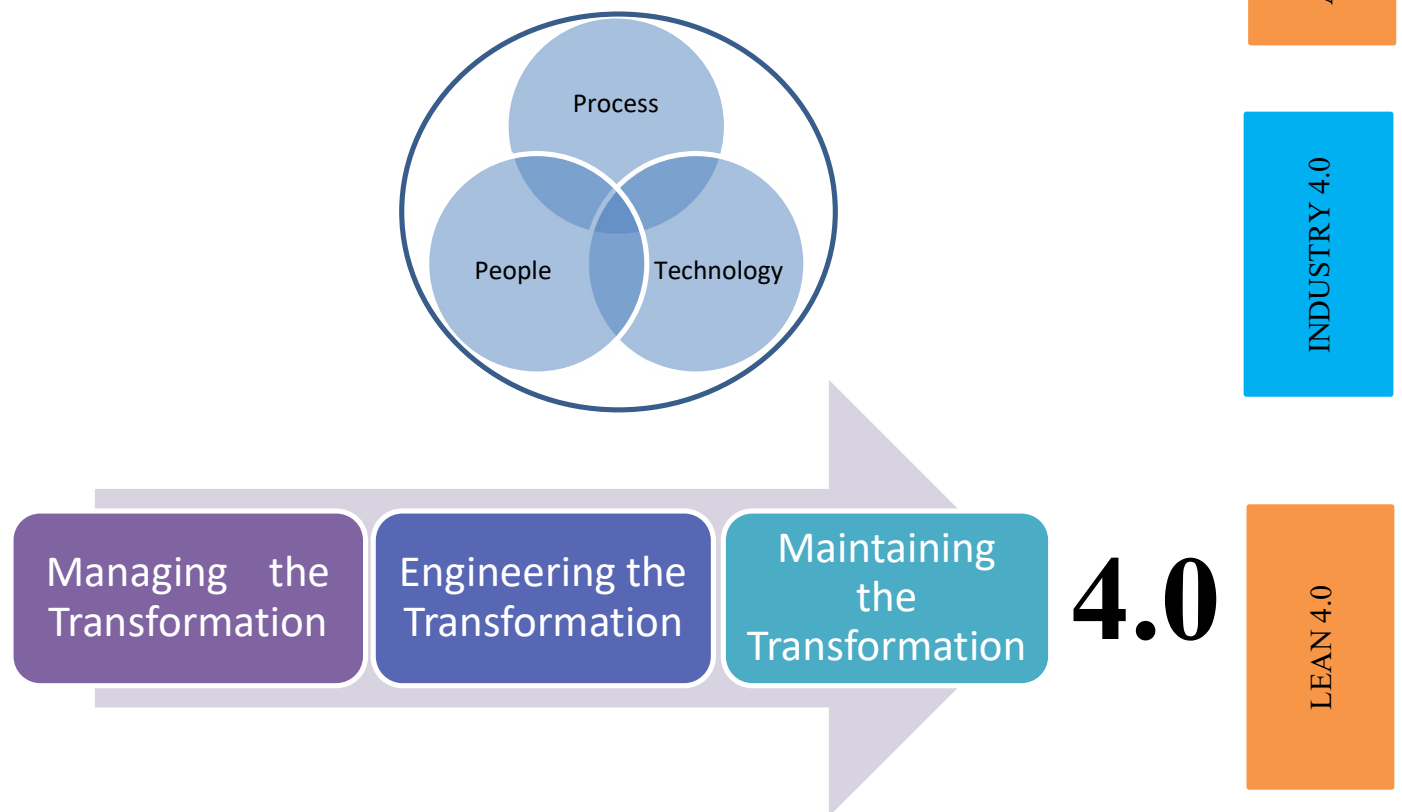 Process
People
Technology
INDUSTRY 4.0
Managing the
Transformation
Engineering the
Transformation
Maintaining
the
Transformation
4.0
LEAN 4.0